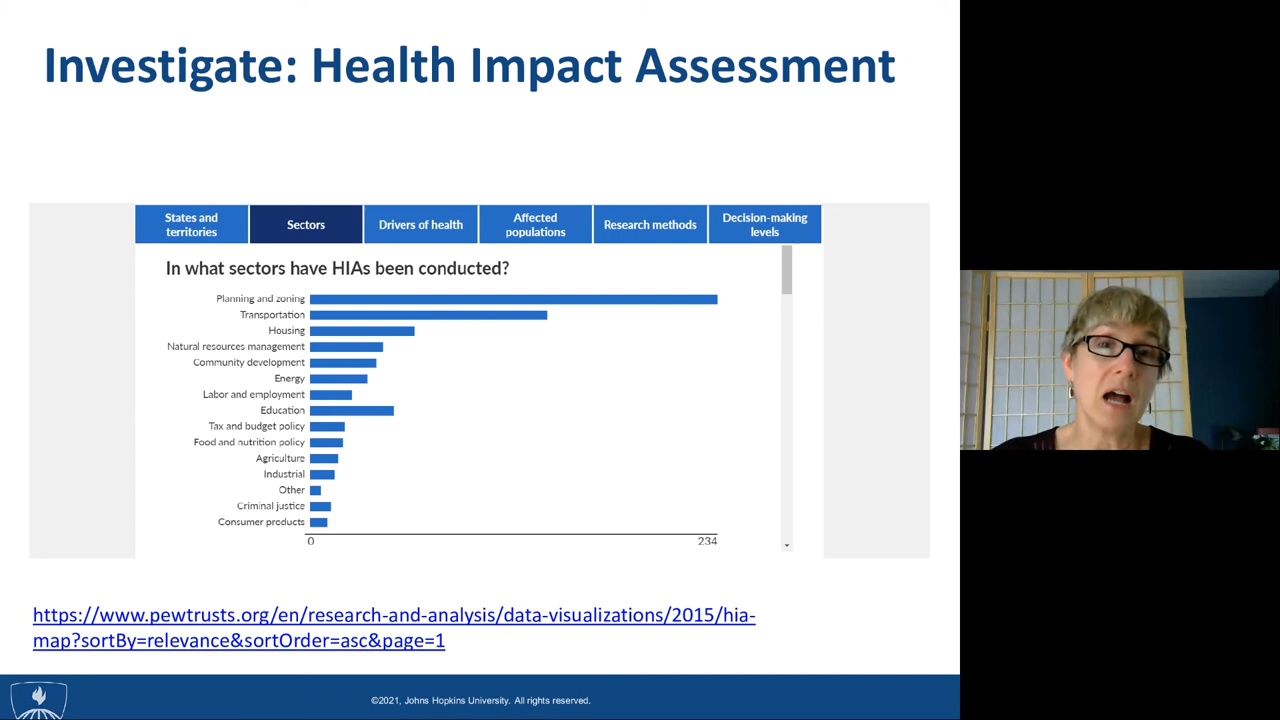 Investigate: Health Impact Assessment
States and
territories
Sectors
Drivers of health
Affected
populations
Research methods
Decision-making
levels
In what sectors have HIAs been conducted?
Planning and zoning
Transportation
Housing
Natural resources management
Community development
Energy
Labor and employment
Education
Tax and budget policy
Food and nutrition policy
Agriculture
Industrial
Other
Criminal justice
Consumer products
0
234
https://www.pewtrusts.org/en/research-and-analysis/data-visualizations/2015/hia-
map?sortBy=relevance&sortOrder=asc&page=1
©2021, Johns Hopkins University. All rights reserved.